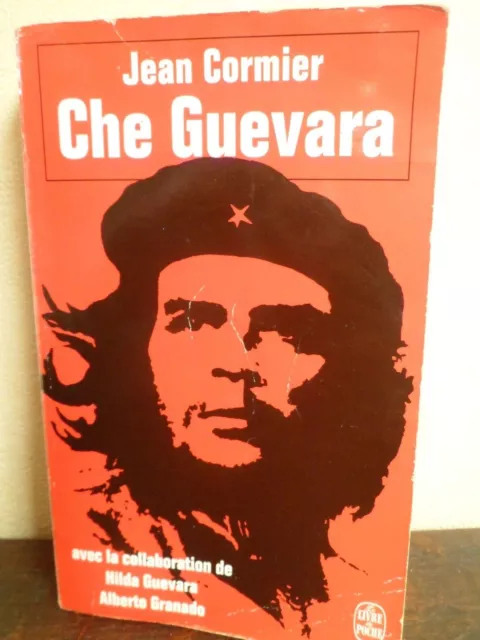 Jean Cormier
Che Guevara
avec la collaboration de
Hilda Guevara
Alberto Granado
LE LIVRE
DE POCHE